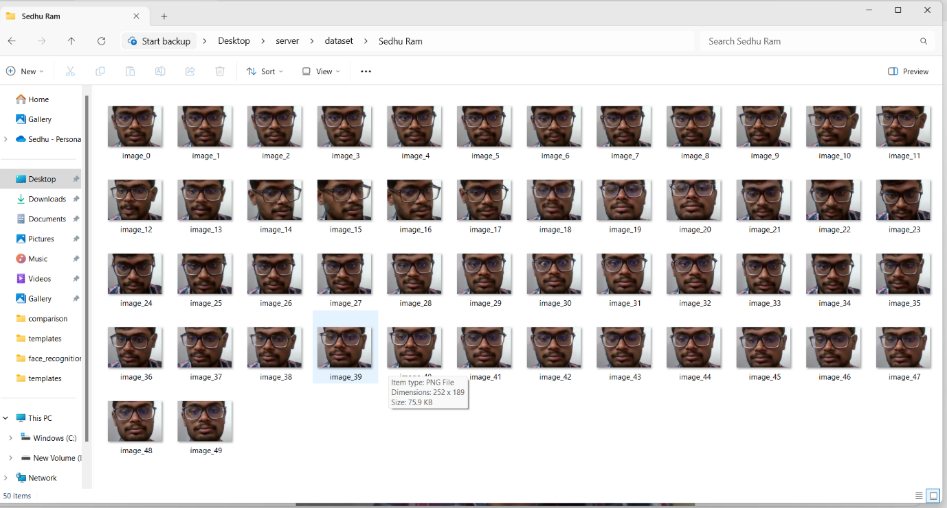 Sedhu Ram
Start backup > Desktop > server > dataset > Sedhu Ram
Search Sedhu Ram
New
Sort
View
Preview
Home
Gallery
Sedhu - Persona
Desktop
Downloads
Documents
Pictures
Music
Videos
Gallery
comparison
templates
face_recognition
templates
This PC
Windows (C:)
New Volume (
Network
image_0 image_1 image_2 image_3 image_4 image_5 image_6 image_7 image_8 image_9 image_10 image_11
image_12 image_13 image_14 image_15 image_16 image_17 image_18 image_19 image_20 image_21 image_22 image_23
image_24 image_25 image_26 image_27 image_28 image_29 image_30 image_31 image_32 image_33 image_34 image_35
image_36 image_37 image_38 image_39 image_40 image_41 image_42 image_43 image_44 image_45 image_46 image_47
Item type: PNG File
Dimensions: 252 x 189
Size: 75.9 KB
image_48 image_49
50 items